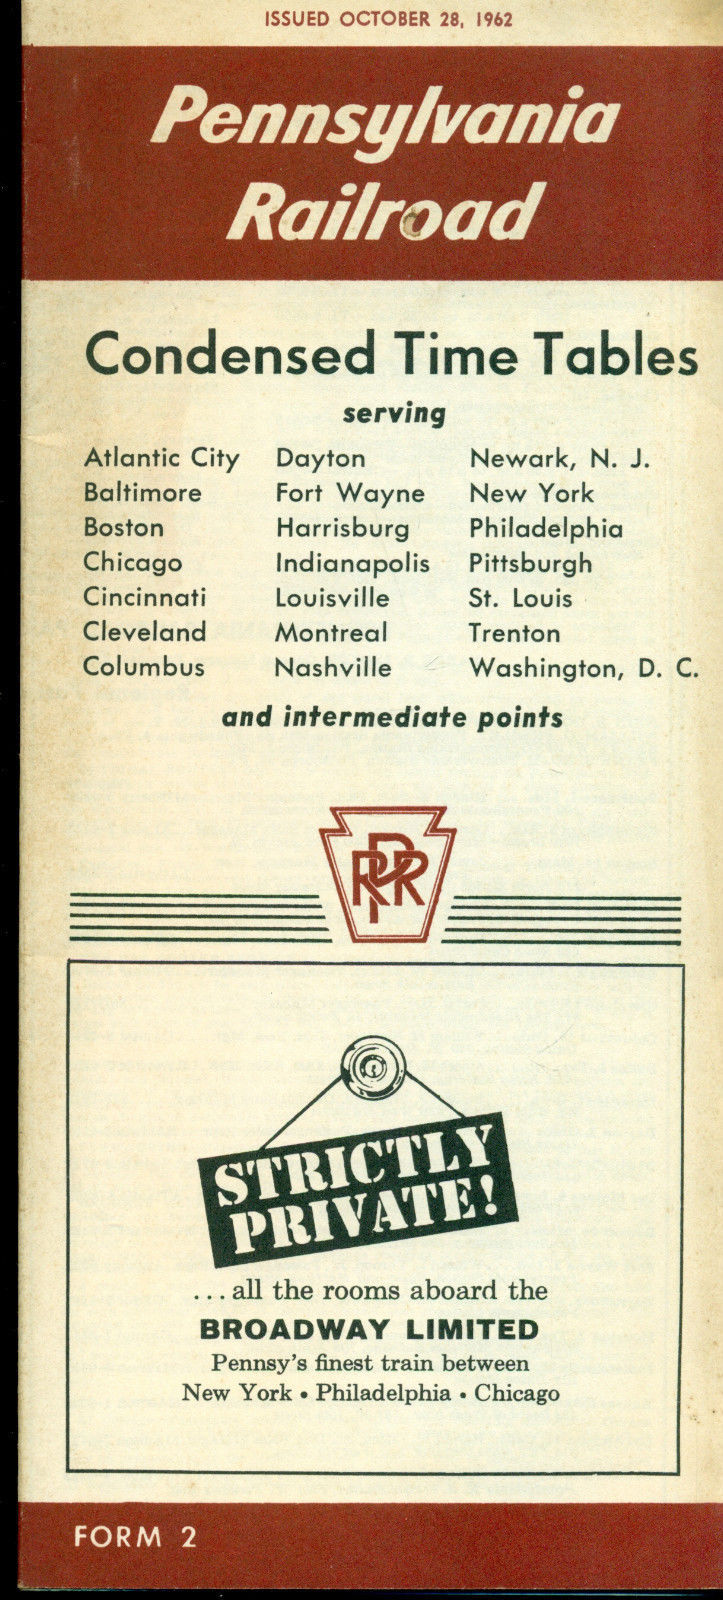 ISSUED OCTOBER 28, 1962
Pennsylvania
Railroad
Condensed Time Tables
serving
Atlantic City
Baltimore
Boston
Chicago
Cincinnati
Cleveland
Columbus
Dayton
Fort Wayne
Harrisburg
Indianapolis
Louisville
Montreal
Nashville
Newark, N. J.
New York
Philadelphia
Pittsburgh
St. Louis
Trenton
Washington, D. C.
and intermediate points
PRR
STRICTLY
PRIVATE!
...all the rooms aboard the
BROADWAY LIMITED
Pennsy's finest train between
New York • Philadelphia • Chicago
FORM 2